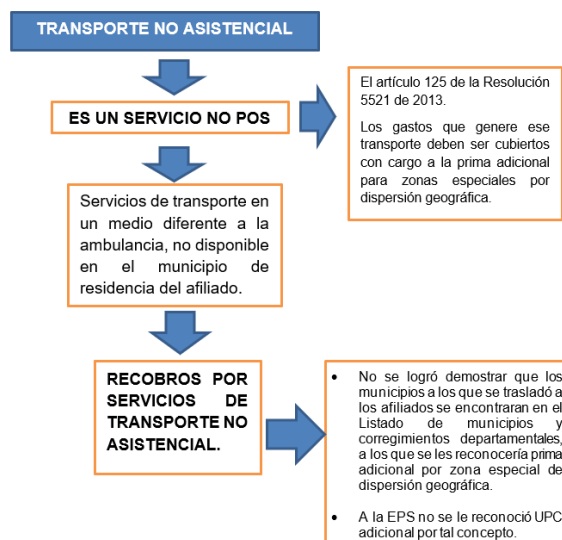 TRANSPORTE NO ASISTENCIAL
ES UN SERVICIO NO POS
El artículo 125 de la Resolución
5521 de 2013.
Los gastos que genere ese
transporte deben ser cubiertos
con cargo a la prima adicional
para zonas especiales por
dispersión geográfica.
Servicios de transporte en
un medio diferente a la
ambulancia, no disponible
en el municipio de
residencia del afiliado.
RECOBROS POR
SERVICIOS DE
TRANSPORTE NO
ASISTENCIAL.
• No se logró demostrar que los
municipios a los que se trasladó a
los afiliados se encontraran en el
Listado de municipios y
corregimientos departamentales,
a los que se les reconocería prima
adicional por zona especial de
dispersión geográfica.
• A la EPS no se le reconoció UPC
adicional por tal concepto.